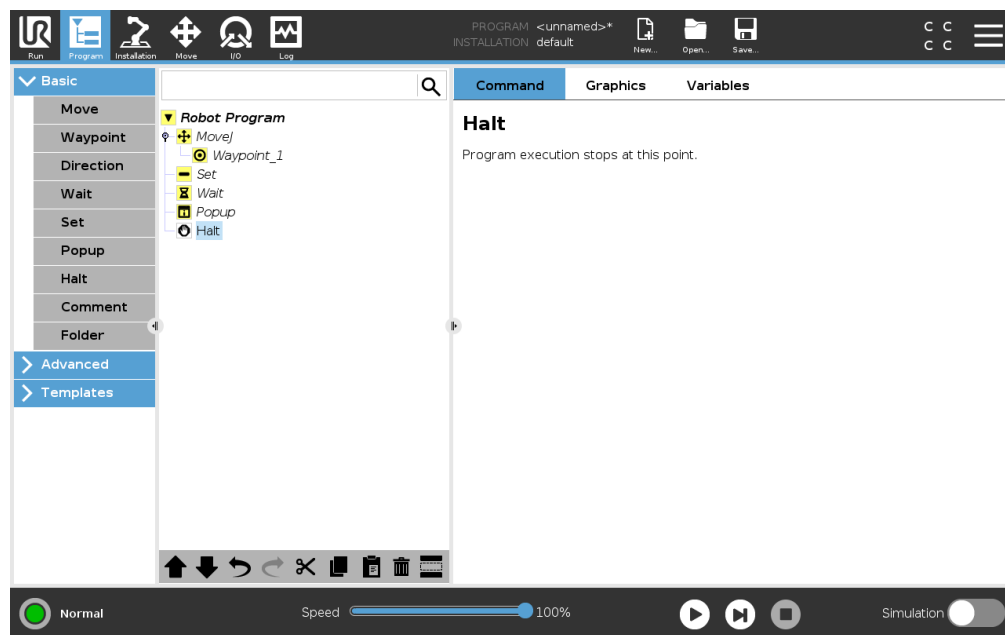 UR
PROGRAM <unnamed>*
INSTALLATION default
Run Program Installation Move I/O Log New... Open... Save...
C C
C C
Basic
Move
Waypoint
Direction
Wait
Set
Popup
Halt
Comment
Folder
Advanced
Templates
Robot Program
MoveJ
Waypoint_1
Set
Wait
Popup
Halt
Command Graphics Variables
Halt
Program execution stops at this point.
Normal Speed 100% Simulation